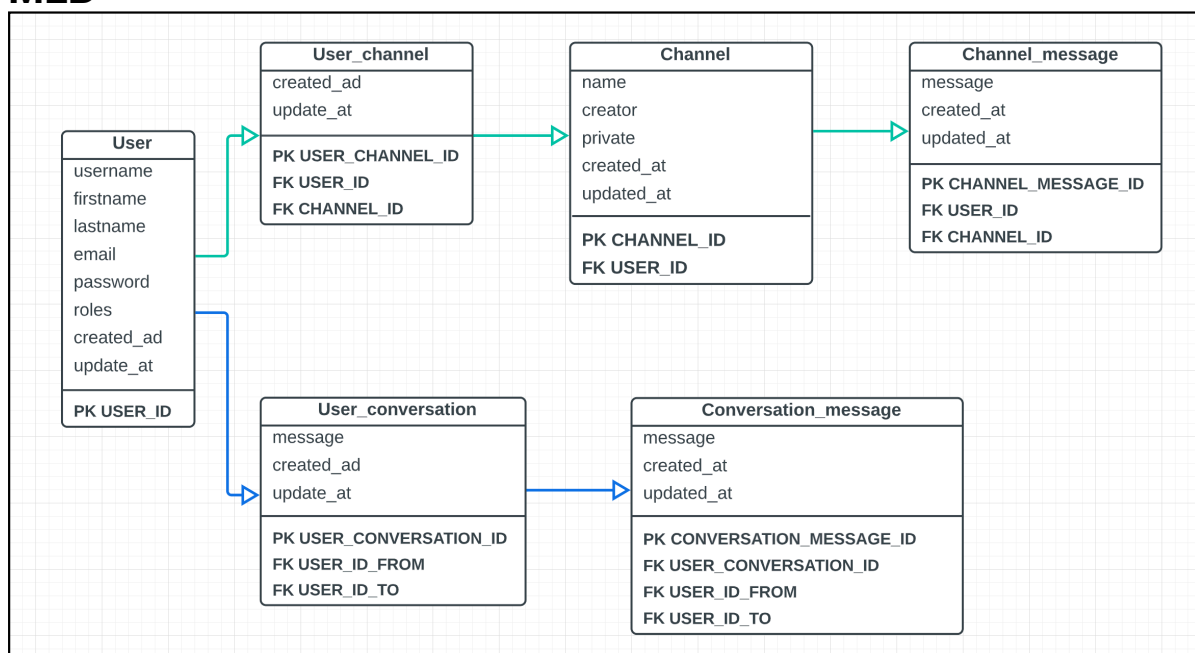 User
username
firstname
lastname
email
password
roles
created_ad
update_at
PK USER_ID
User_channel
created_ad
update_at
PK USER_CHANNEL_ID
FK USER_ID
FK CHANNEL_ID
Channel
name
creator
private
created_at
updated_at
PK CHANNEL_ID
FK USER_ID
Channel_message
message
created_at
updated_at
PK CHANNEL_MESSAGE_ID
FK USER_ID
FK CHANNEL_ID
User_conversation
message
created_ad
update_at
PK USER_CONVERSATION_ID
FK USER_ID_FROM
FK USER_ID_TO
Conversation_message
message
created_at
updated_at
PK CONVERSATION_MESSAGE_ID
FK USER_CONVERSATION_ID
FK USER_ID_FROM
FK USER_ID_TO